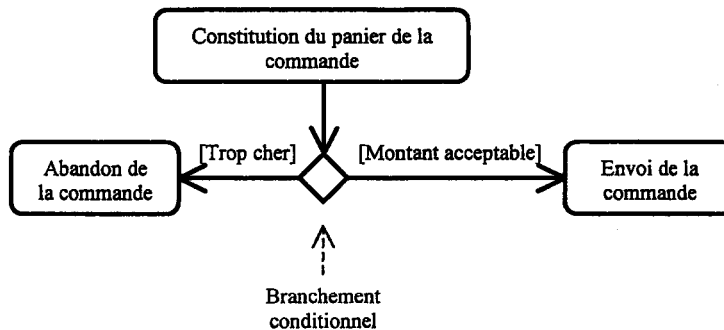 Constitution du panier de la
commande
[Trop cher]
[Montant acceptable]
Abandon de
la commande
Envoi de la
commande
Branchement
conditionnel